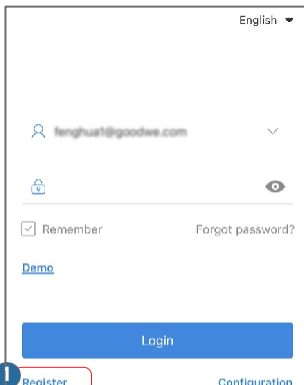 English
fenghua1@goodwe.com
Remember Forgot password?
Demo
Login
1
Register Configuration